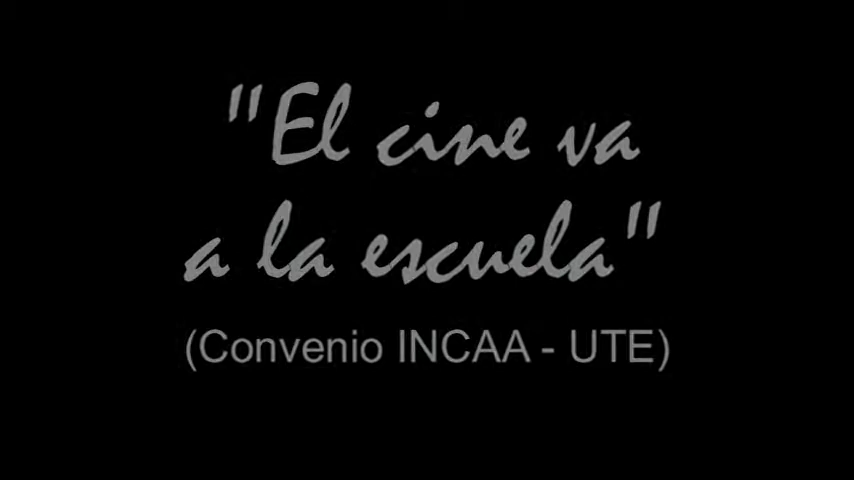 "El cine va
a la escuela"
(Convenio INCAA - UTE)